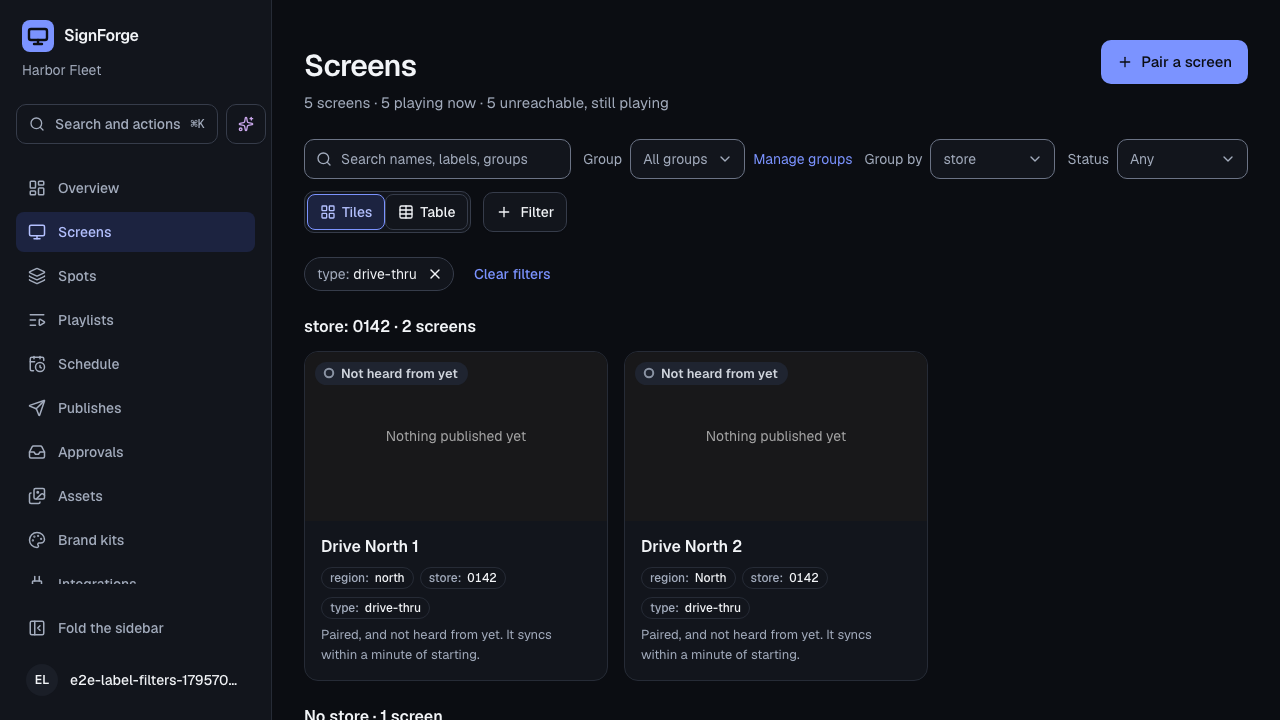 SignForge
Harbor Fleet
Search and actions ⌘K
Overview
Screens
Spots
Playlists
Schedule
Publishes
Approvals
Assets
Brand kits
Integrations
Fold the sidebar
EL e2e-label-filters-179570...
Screens
Pair a screen
5 screens · 5 playing now · 5 unreachable, still playing
Search names, labels, groups Group All groups Manage groups Group by store Status Any
Tiles Table Filter
type: drive-thru Clear filters
store: 0142 · 2 screens
Not heard from yet
Nothing published yet
Drive North 1
region: north store: 0142
type: drive-thru
Paired, and not heard from yet. It syncs
within a minute of starting.
Not heard from yet
Nothing published yet
Drive North 2
region: North store: 0142
type: drive-thru
Paired, and not heard from yet. It syncs
within a minute of starting.
No store · 1 screen